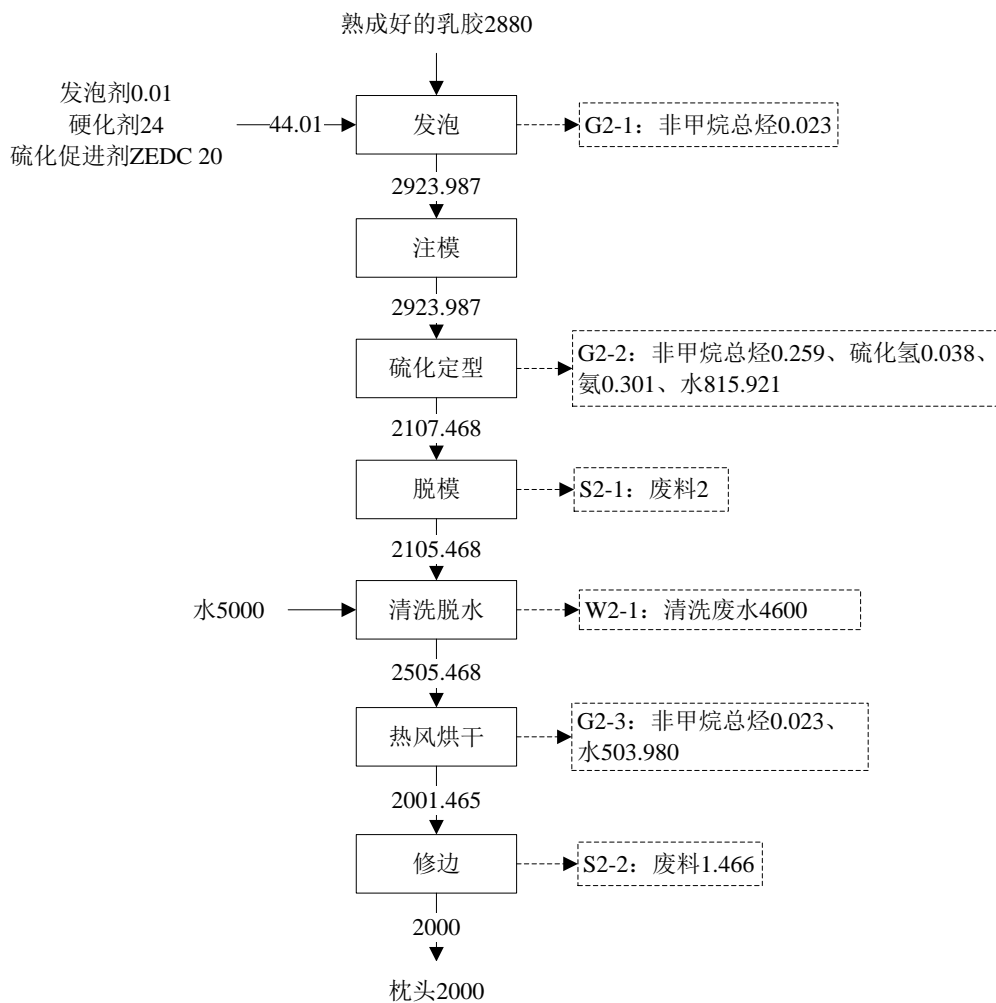 熟成好的乳胶2880
发泡剂0.01
硬化剂24
硫化促进剂ZEDC 20
44.01
发泡
G2-1：非甲烷总烃0.023
2923.987
注模
2923.987
硫化定型
G2-2：非甲烷总烃0.259、硫化氢0.038、
氨0.301、水815.921
2107.468
脱模
S2-1：废料2
2105.468
水5000
清洗脱水
W2-1：清洗废水4600
2505.468
热风烘干
G2-3：非甲烷总烃0.023、
水503.980
2001.465
修边
S2-2：废料1.466
2000
枕头2000